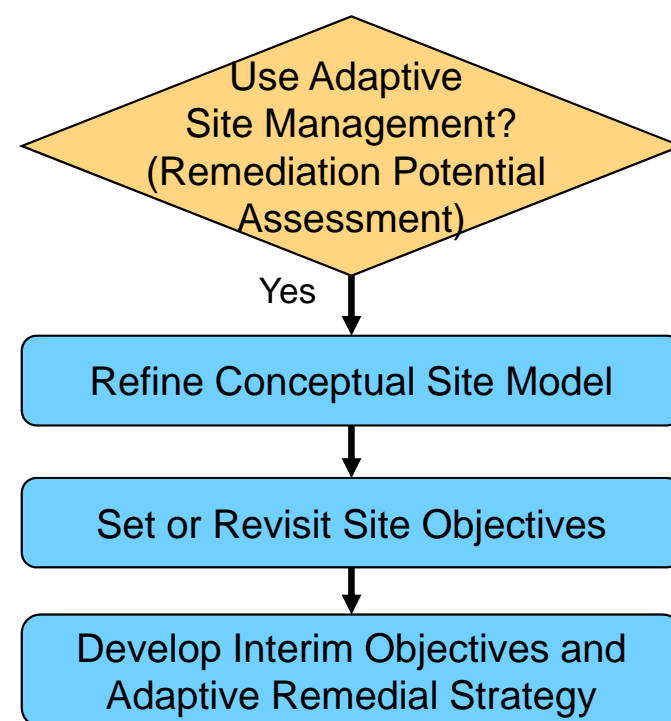 Use Adaptive
Site Management?
(Remediation Potential
Assessment)
Yes
Refine Conceptual Site Model
Set or Revisit Site Objectives
Develop Interim Objectives and
Adaptive Remedial Strategy